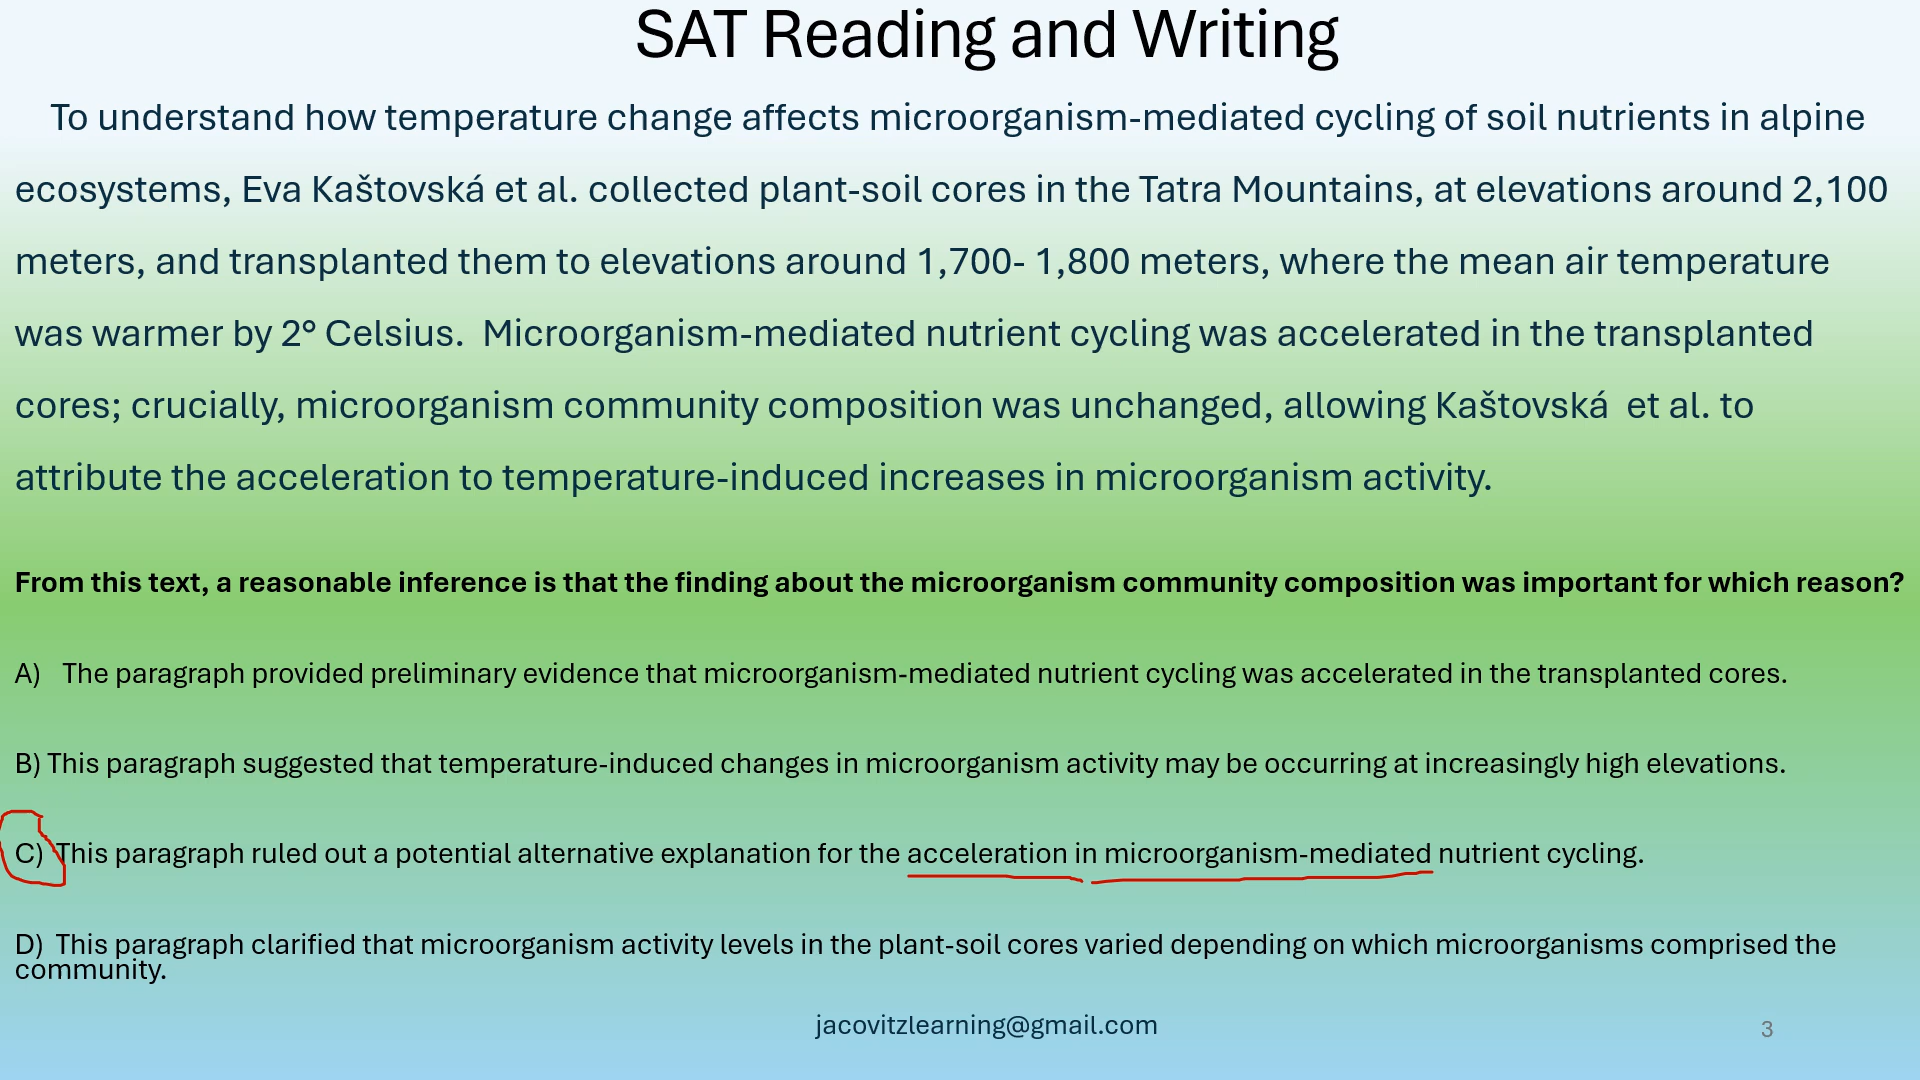 SAT Reading and Writing
To understand how temperature change affects microorganism-mediated cycling of soil nutrients in alpine
ecosystems, Eva Kaštovská et al. collected plant-soil cores in the Tatra Mountains, at elevations around 2,100
meters, and transplanted them to elevations around 1,700- 1,800 meters, where the mean air temperature
was warmer by 2° Celsius.  Microorganism-mediated nutrient cycling was accelerated in the transplanted
cores; crucially, microorganism community composition was unchanged, allowing Kaštovská  et al. to
attribute the acceleration to temperature-induced increases in microorganism activity.
From this text, a reasonable inference is that the finding about the microorganism community composition was important for which reason?
A)   The paragraph provided preliminary evidence that microorganism-mediated nutrient cycling was accelerated in the transplanted cores.
B) This paragraph suggested that temperature-induced changes in microorganism activity may be occurring at increasingly high elevations.
C)  This paragraph ruled out a potential alternative explanation for the acceleration in microorganism-mediated nutrient cycling.
D)  This paragraph clarified that microorganism activity levels in the plant-soil cores varied depending on which microorganisms comprised the
community.
jacovitzlearning@gmail.com
3